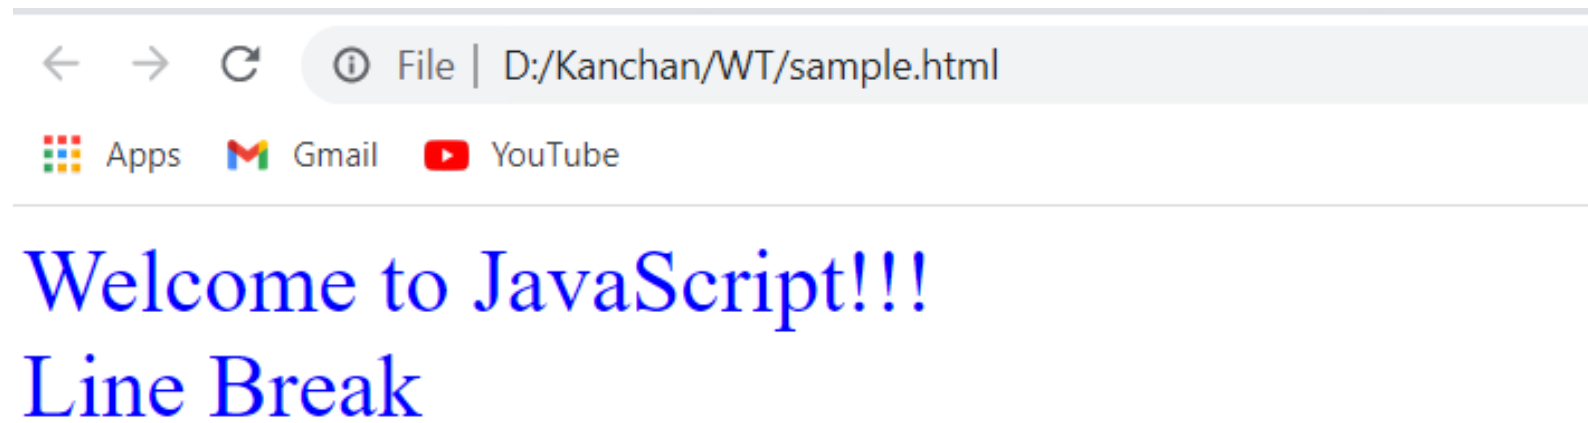 File | D:/Kanchan/WT/sample.html
Apps Gmail YouTube
Welcome to JavaScript!!!
Line Break